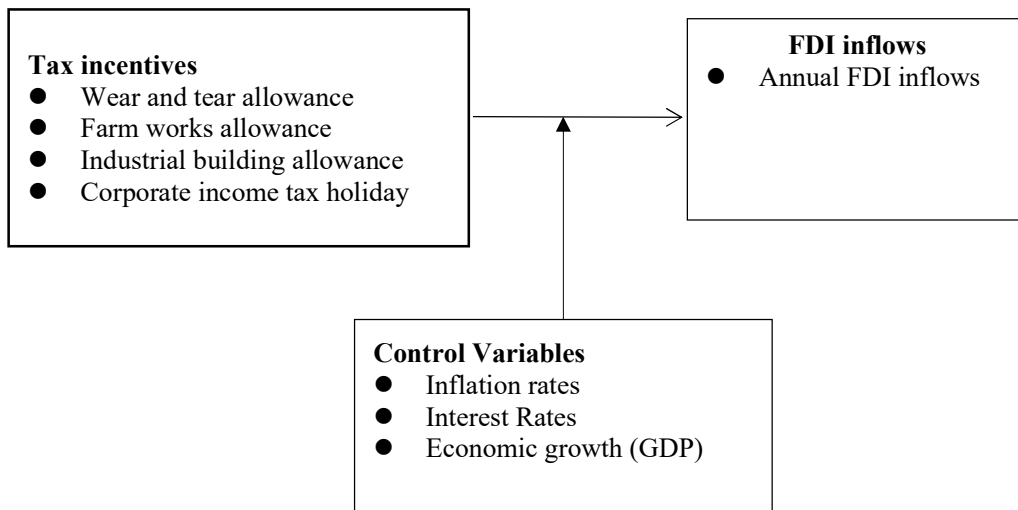 Tax incentives
● Wear and tear allowance
● Farm works allowance
● Industrial building allowance
● Corporate income tax holiday
FDI inflows
● Annual FDI inflows
Control Variables
● Inflation rates
● Interest Rates
● Economic growth (GDP)